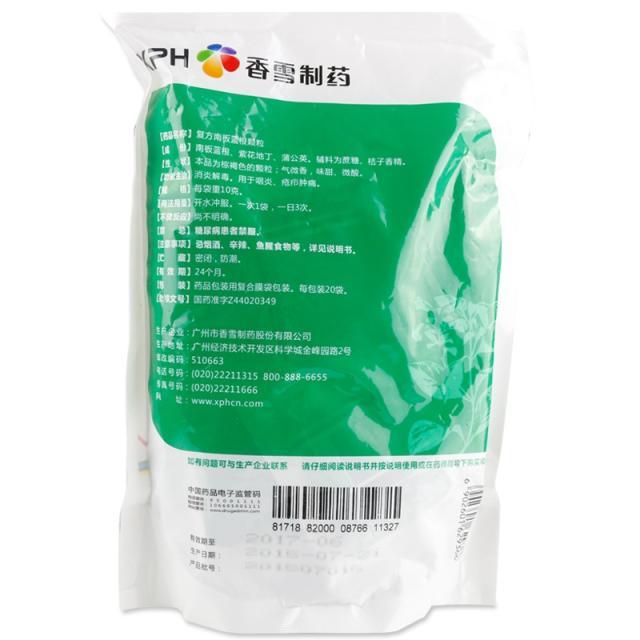 XPH 香雪制药
【药品名称】 复方南板蓝根颗粒
【成 份】 南板蓝根、紫花地丁、蒲公英。辅料为蔗糖、桔子香精。
【性 状】 本品为棕褐色的颗粒；气微香，味甜、微酸。
【功能主治】 消炎解毒。用于咽炎、疮疖肿痛。
【规 格】 每袋重10克。
【用法用量】 开水冲服。一次1袋，一日3次。
【不良反应】 尚不明确。
【禁 忌】 糖尿病患者禁服。
【注意事项】 忌烟酒、辛辣、鱼腥食物等，详见说明书。
【贮 藏】 密闭，防潮。
【有 效 期】 24个月。
【包 装】 药品包装用复合膜袋包装。每包装20袋。
【批准文号】 国药准字Z44020349
生产企业：广州市香雪制药股份有限公司
生产地址：广州经济技术开发区科学城金峰园路2号
邮政编码：510663
电话号码：(020)22211315 800-888-6655
传真号码：(020)22211666
网 址：www.xphcn.com
如有问题可与生产企业联系 请仔细阅读说明书并按说明使用或在药师指导下购买和
中国药品电子监管码
81718 82000 08766 11327
6902601629300
有效期至 2017-06
生产日期： 2015-07-21
产品批号：